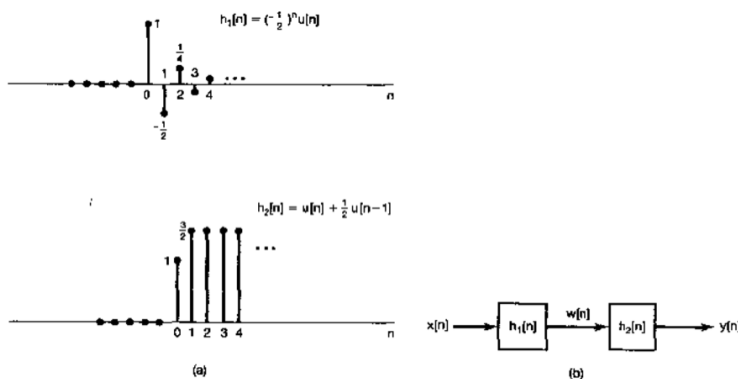 1
h₁[n] = (-1/2)ⁿu[n]
1/4
1 3 ...
0 2 4 n
-1/2
h₂[n] = u[n] + 1/2 u[n-1]
3/2
...
1
0 1 2 3 4 n
(a)
x[n] h₁[n] w[n] h₂[n] y[n]
(b)